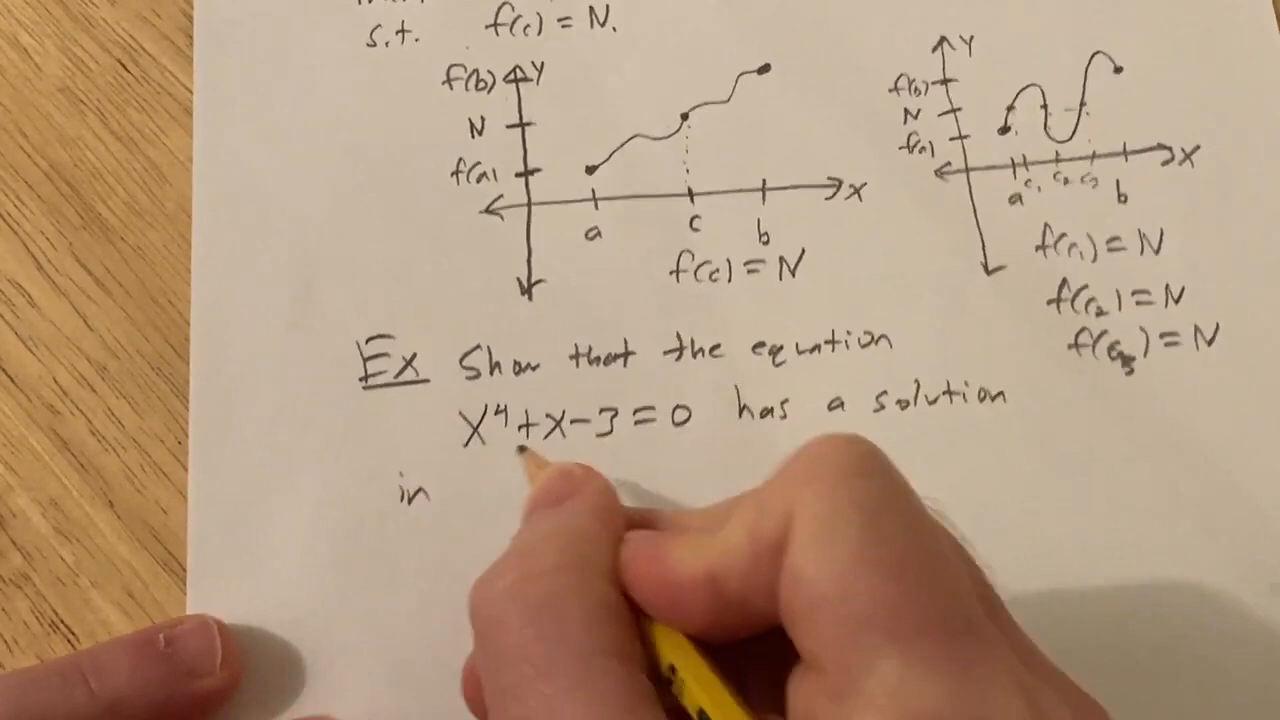 s.t. f(c) = N.
f(b) Y
N
f(a)
a c b X
f(c) = N
Y
f(b)
N
f(a)
a c₁ c₂ c₃ b X
f(c₁) = N
f(c₂) = N
f(c₃) = N
Ex Show that the equation
X⁴+x-3=0 has a solution
in